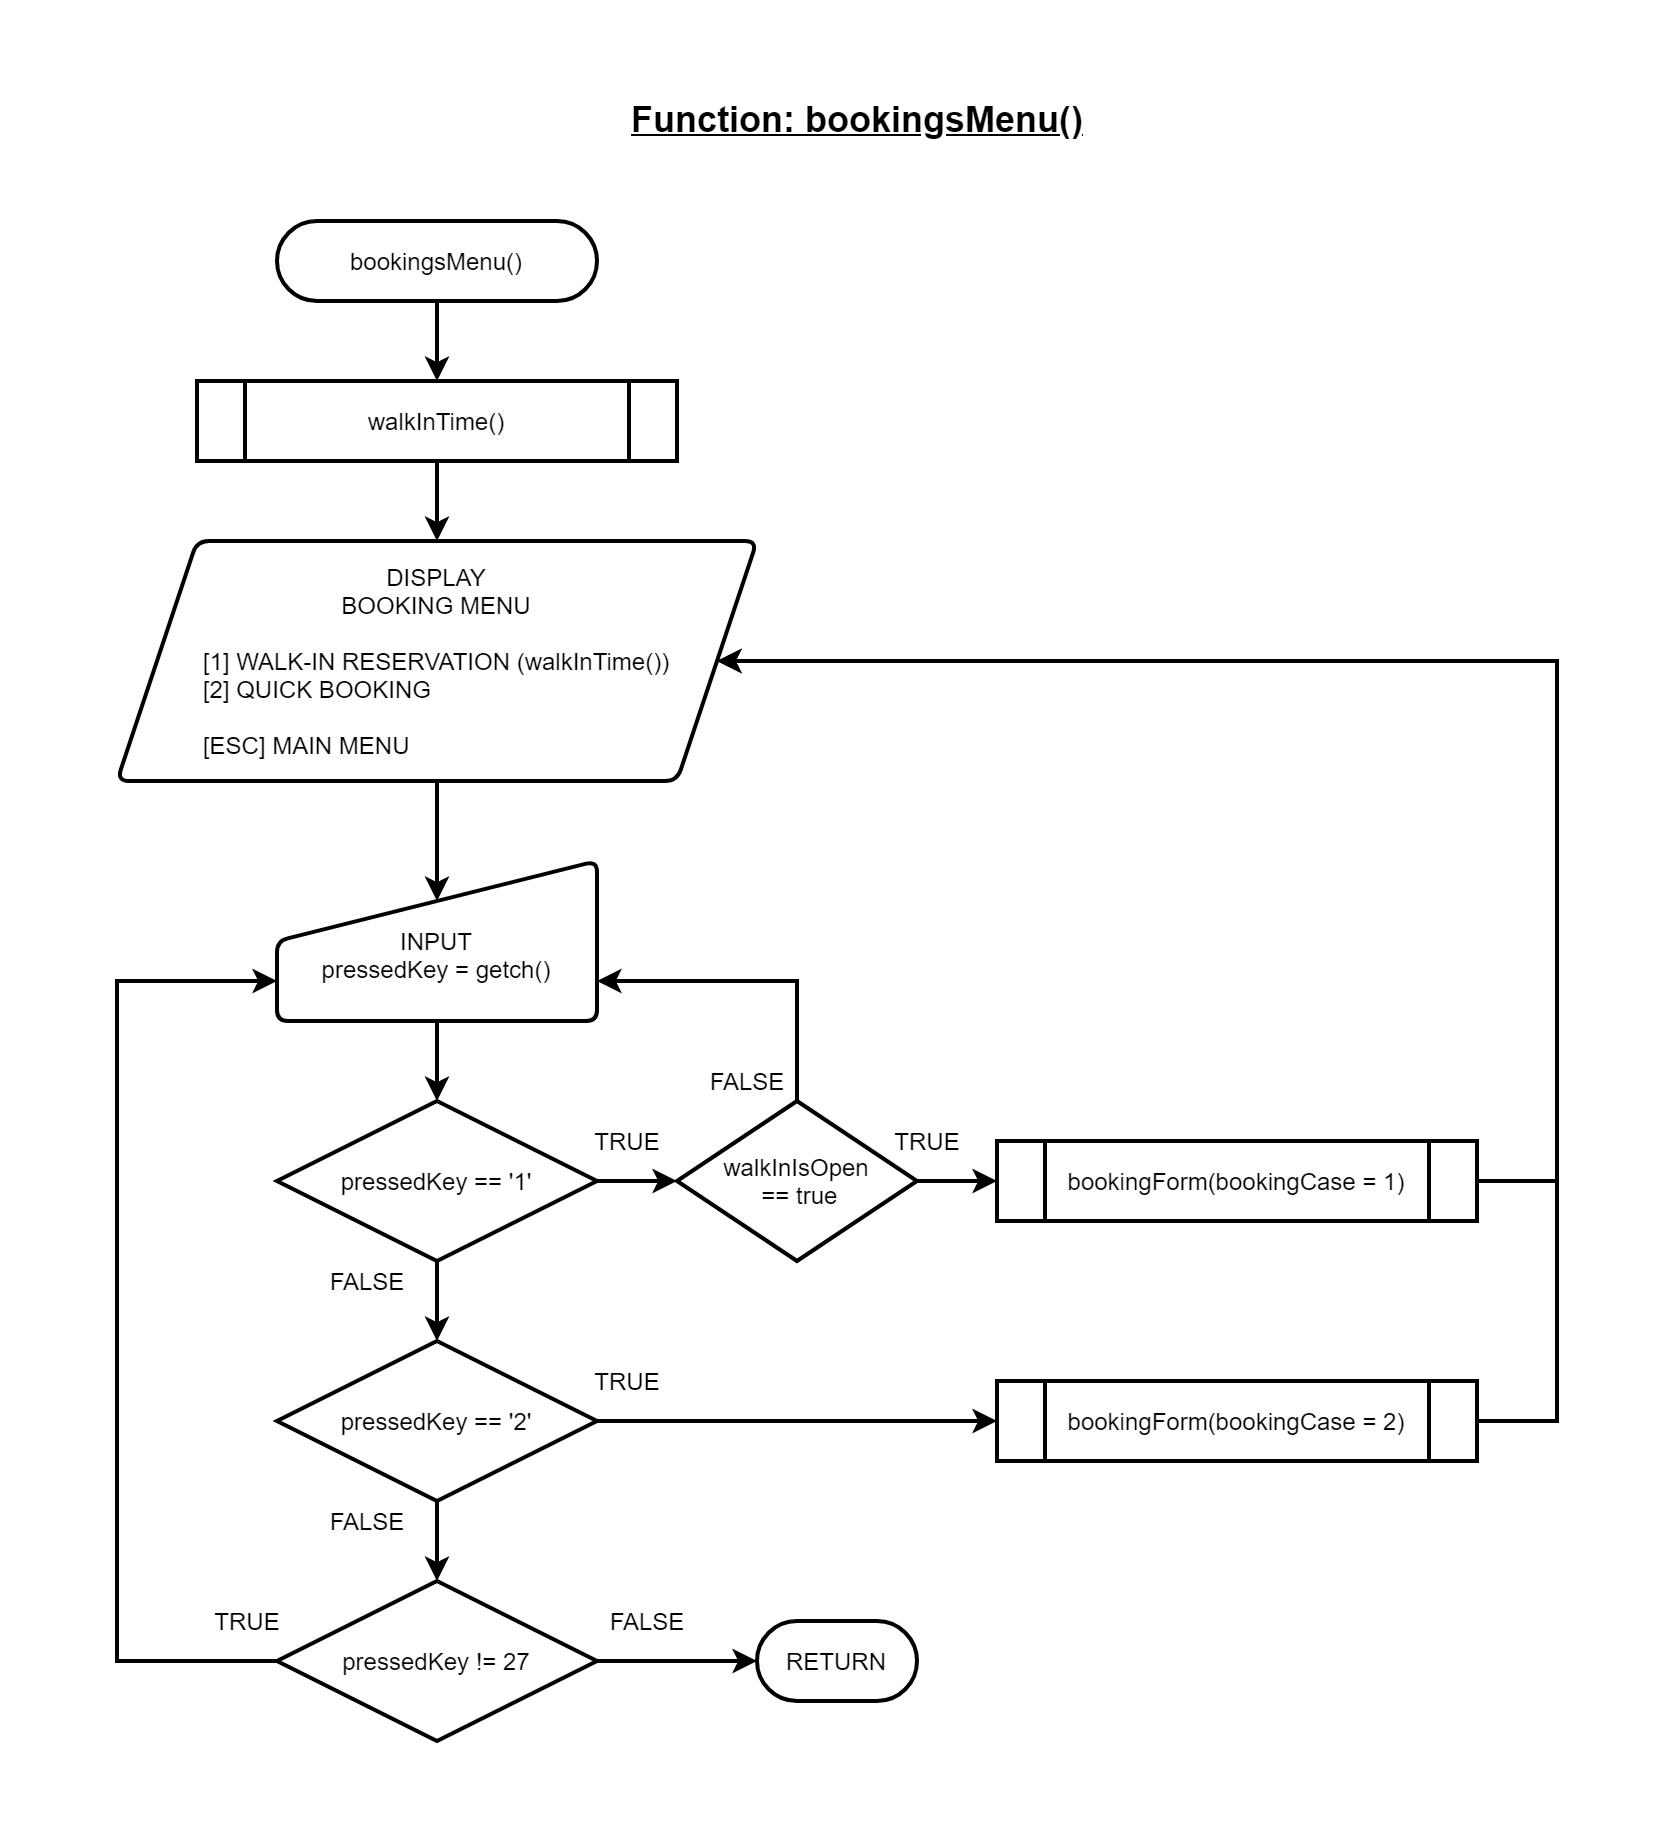 Function: bookingsMenu()
bookingsMenu()
walkInTime()
DISPLAY
BOOKING MENU
[1] WALK-IN RESERVATION (walkInTime())
[2] QUICK BOOKING
[ESC] MAIN MENU
INPUT
pressedKey = getch()
FALSE
TRUE
TRUE
pressedKey == '1'
walkInIsOpen
== true
bookingForm(bookingCase = 1)
FALSE
TRUE
pressedKey == '2'
bookingForm(bookingCase = 2)
FALSE
TRUE
FALSE
pressedKey != 27
RETURN